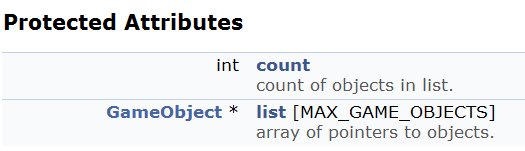 Protected Attributes
int count
count of objects in list.
GameObject * list [MAX_GAME_OBJECTS]
array of pointers to objects.